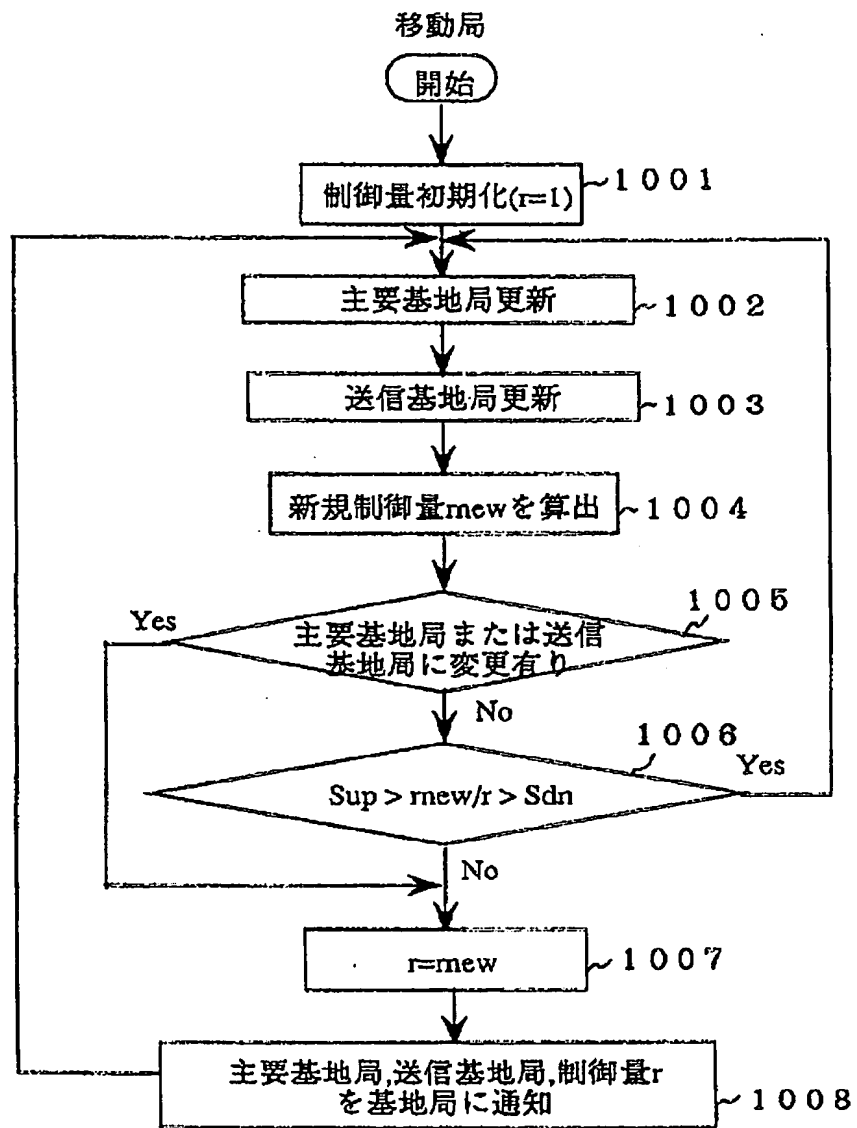 移動局
開始
制御量初期化(r=1)
~1001
主要基地局更新
~1002
送信基地局更新
~1003
新規制御量rnewを算出
~1004
1005
Yes
主要基地局または送信
基地局に変更有り
No
1006
Yes
Sup > rnew/r > Sdn
No
r=rnew
~1007
主要基地局,送信基地局,制御量r
を基地局に通知
~1008